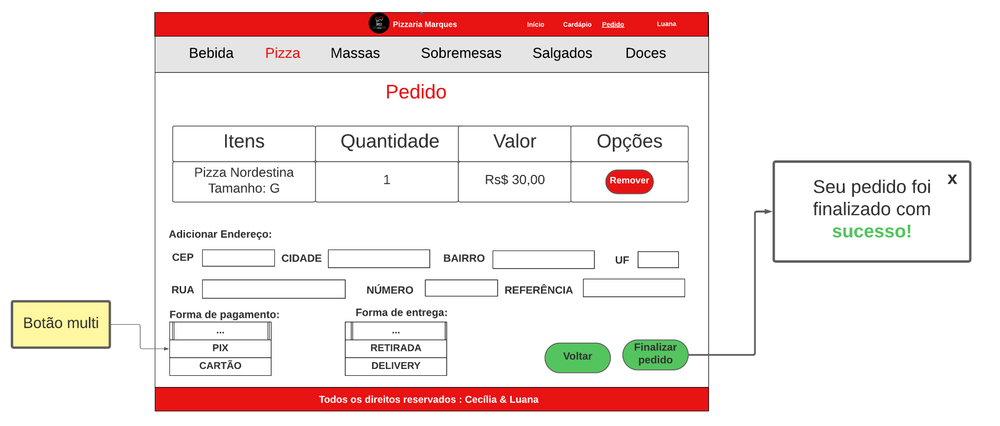 Pizzaria Marques
Início
Cardápio
Pedido
Luana
Bebida
Pizza
Massas
Sobremesas
Salgados
Doces
Pedido
Itens
Quantidade
Valor
Opções
Pizza Nordestina
Tamanho: G
1
Rs$ 30,00
Remover
Seu pedido foi
finalizado com
sucesso!
x
Adicionar Endereço:
CEP
CIDADE
BAIRRO
UF
RUA
NÚMERO
REFERÊNCIA
Botão multi
Forma de pagamento:
...
PIX
CARTÃO
Forma de entrega:
...
RETIRADA
DELIVERY
Voltar
Finalizar
pedido
Todos os direitos reservados : Cecília & Luana